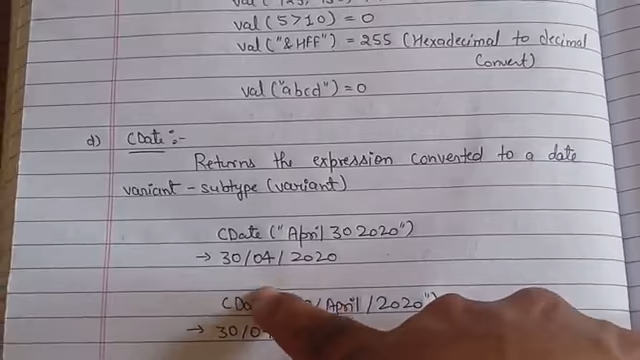 val (5>10) = 0
val ("&HFF") = 255 (Hexadecimal to decimal
Convert)
val ("abcd") = 0
d) CDate :-
Returns the expression converted to a date
variant - subtype (variant)
CDate ("April 30 2020")
→ 30/04/2020
/April/2020")
→ 30/0